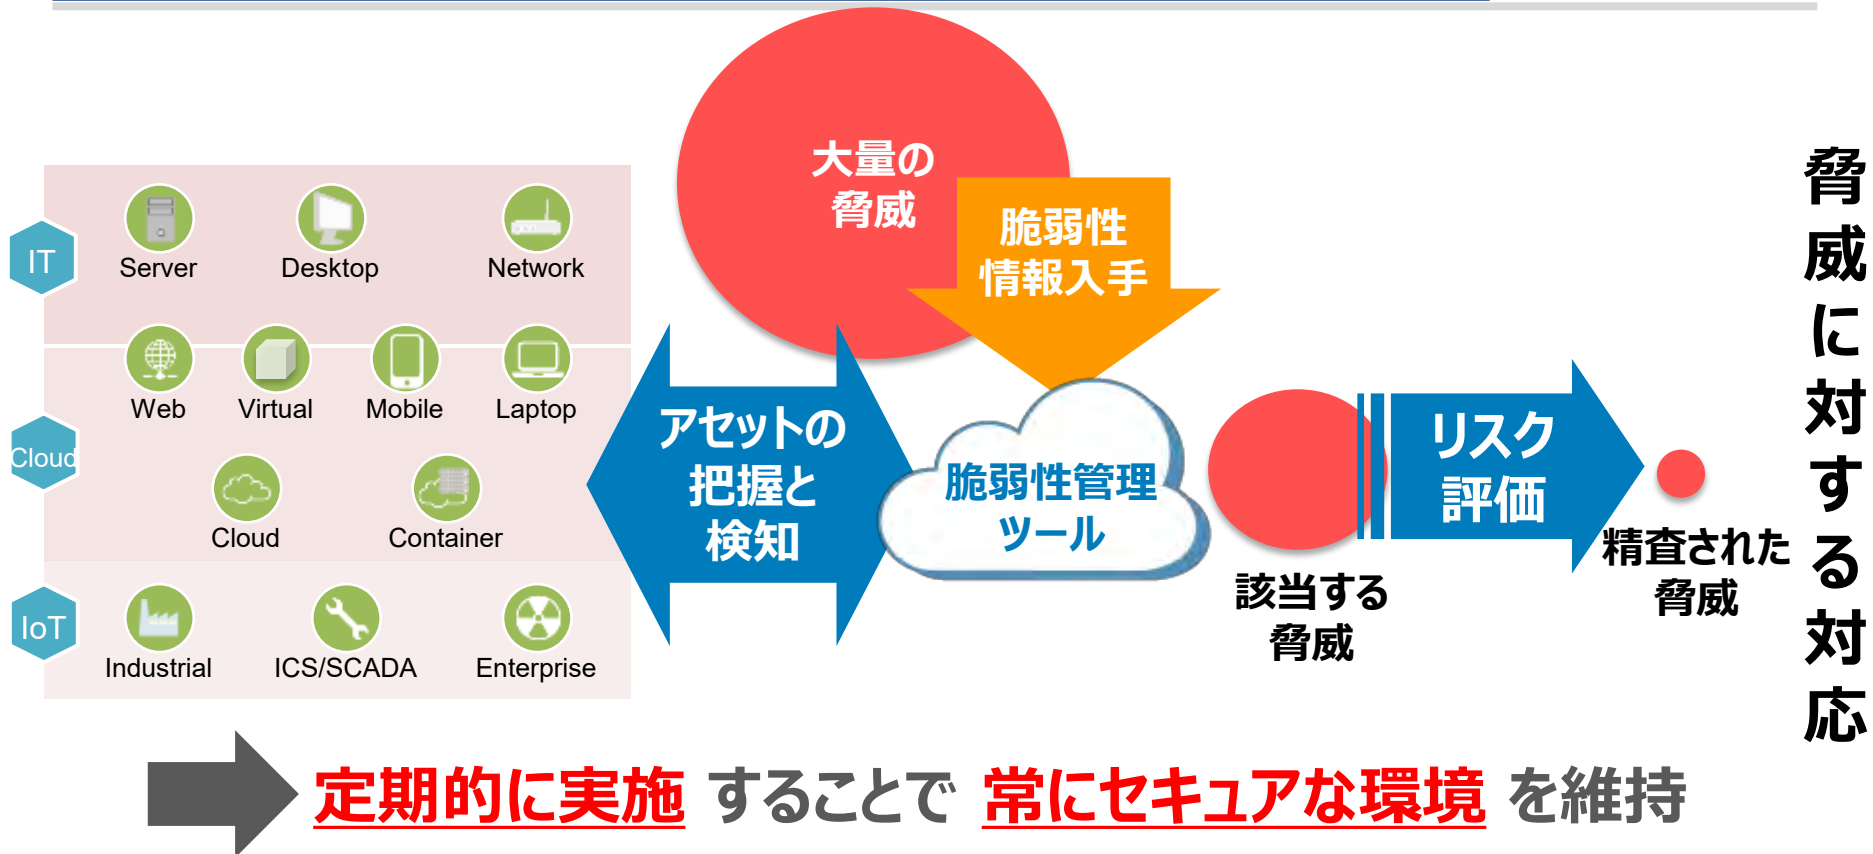 大量の
脅威
脆弱性
情報入手
IT
Server
Desktop
Network
Web
Virtual
Mobile
Laptop
Cloud
Cloud
Container
IoT
Industrial
ICS/SCADA
Enterprise
アセットの
把握と
検知
脆弱性管理
ツール
該当する
脅威
リスク
評価
精査された
脅威
脅威に対する対応
定期的に実施 することで 常にセキュアな環境 を維持